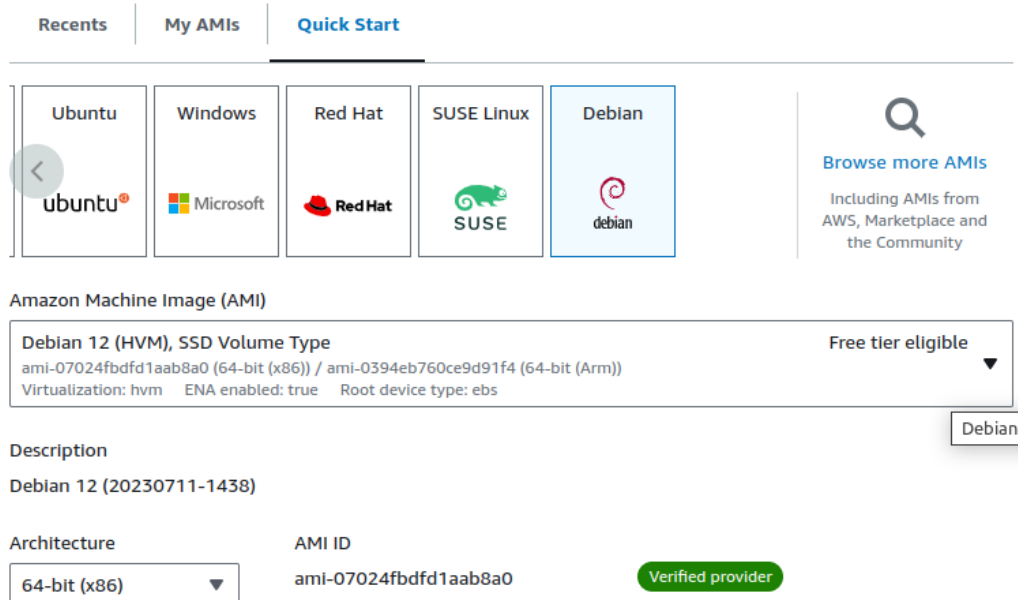 Recents My AMIs Quick Start
Ubuntu Windows Red Hat SUSE Linux Debian
ubuntu Microsoft Red Hat SUSE debian
Browse more AMIs
Including AMIs from
AWS, Marketplace and
the Community
Amazon Machine Image (AMI)
Debian 12 (HVM), SSD Volume Type Free tier eligible
ami-07024fbdfd1aab8a0 (64-bit (x86)) / ami-0394eb760ce9d91f4 (64-bit (Arm))
Virtualization: hvm ENA enabled: true Root device type: ebs
Debian
Description
Debian 12 (20230711-1438)
Architecture AMI ID
64-bit (x86) ami-07024fbdfd1aab8a0 Verified provider